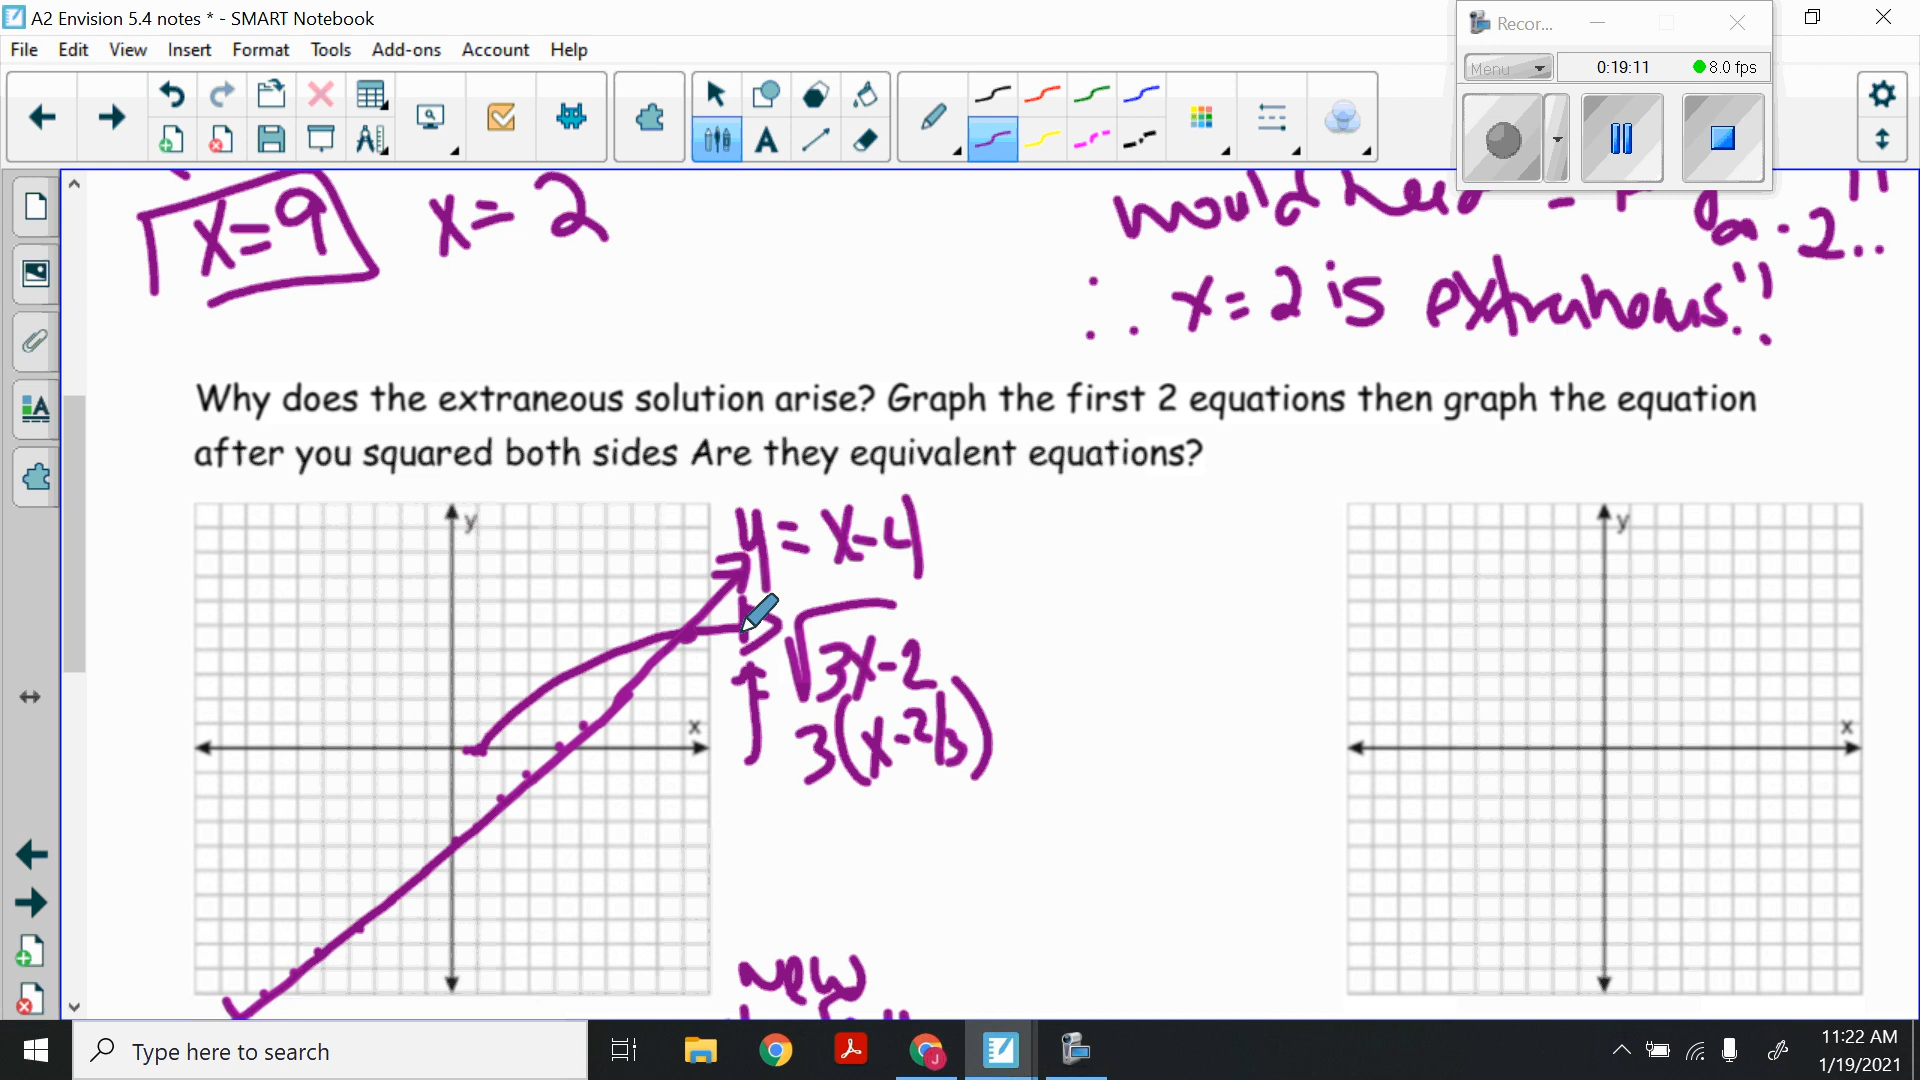 A2 Envision 5.4 notes * - SMART Notebook
Recor...
File Edit View Insert Format Tools Add-ons Account Help
Menu 0:19:11 8.0 fps
x=9 x=2
would need
-2
∴ x=2 is
Why does the extraneous solution arise? Graph the first 2 equations then graph the equation
after you squared both sides Are they equivalent equations?
y y=x-4 y
√3x-2
x 3(x-2/3) x
new
Type here to search
11:22 AM
1/19/2021